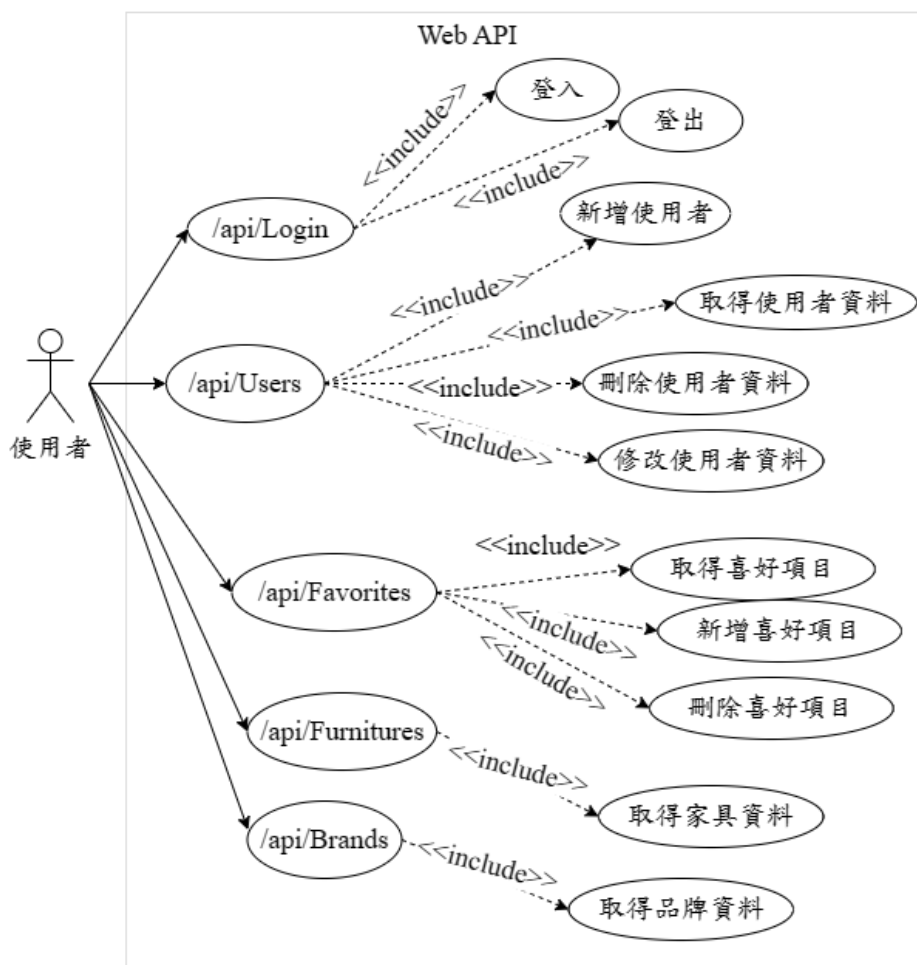 Web API
<<include>>
登入
登出
<<include>>
/api/Login
新增使用者
<<include>>
取得使用者資料
<<include>>
/api/Users
<<include>>
刪除使用者資料
使用者
<<include>>
修改使用者資料
<<include>>
取得喜好項目
/api/Favorites
<<include>>
新增喜好項目
<<include>>
刪除喜好項目
/api/Furnitures
<<include>>
取得家具資料
/api/Brands
<<include>>
取得品牌資料